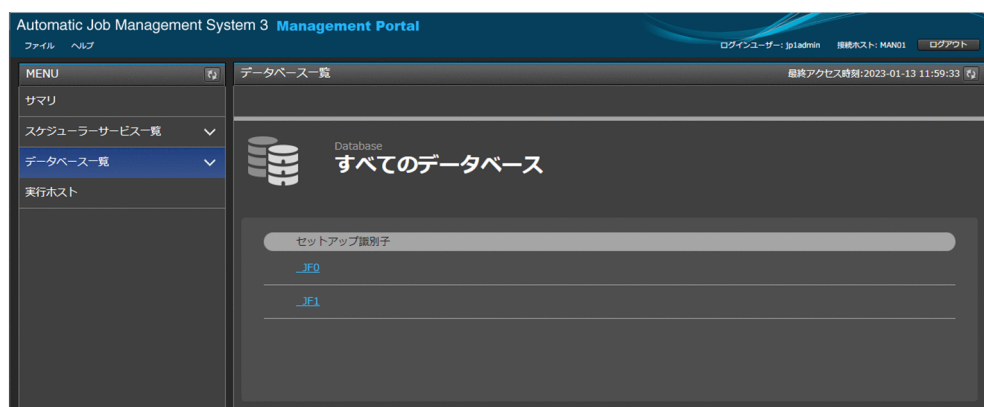 Automatic Job Management System 3 Management Portal
ファイル ヘルプ
ログインユーザー: jp1admin 接続ホスト: MAN01 ログアウト
MENU
データベース一覧
最終アクセス時刻:2023-01-13 11:59:33
サマリ
スケジューラーサービス一覧
データベース一覧
実行ホスト
Database
すべてのデータベース
セットアップ識別子
_JF0
_JF1